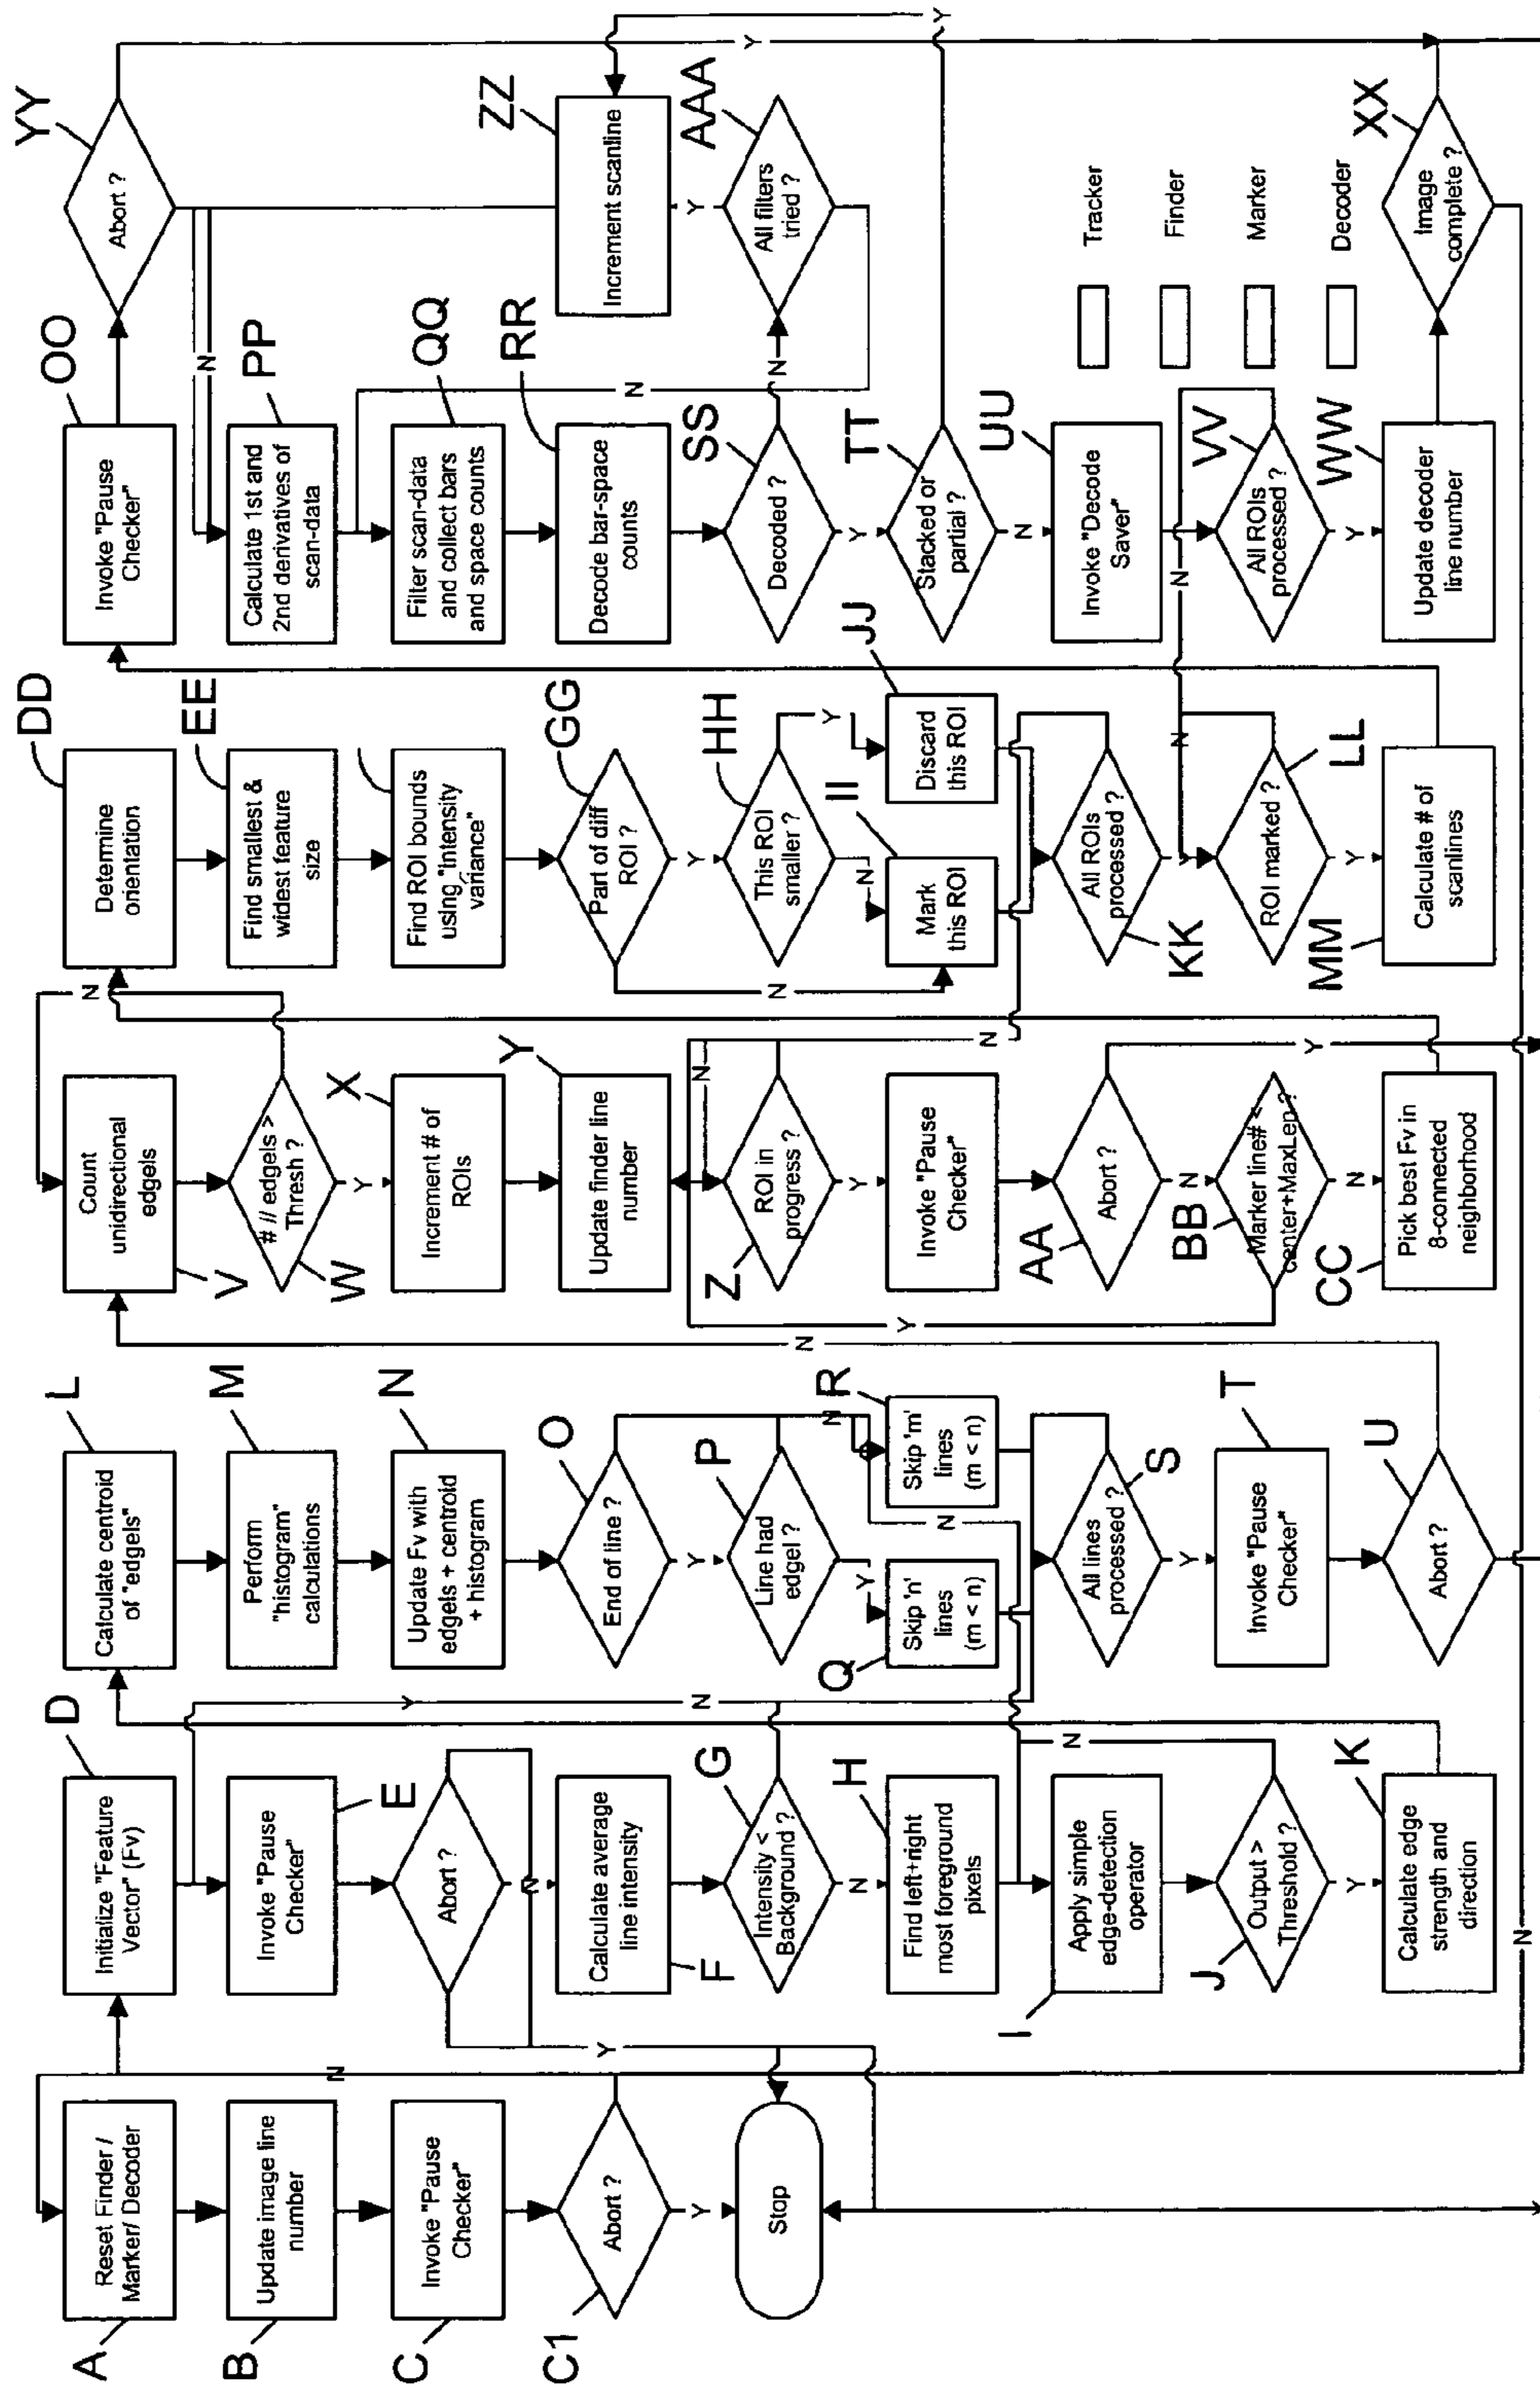 A
Reset Finder /
Marker/ Decoder
B
Update image line
number
C
Invoke "Pause
Checker"
C1
Abort ?
Y
Stop
N
D
Initialize "Feature
Vector" (Fv)
Invoke "Pause
Checker"
E
Abort ?
N
Y
Calculate average
line intensity
F
G
Intensity <
Background ?
N
N
H
Find left+right
most foreground
pixels
I
Apply simple
edge-detection
operator
J
Output >
Threshold ?
N
Y
K
Calculate edge
strength and
direction
L
Calculate centroid
of "edgels"
M
Perform
"histogram"
calculations
N
Update Fv with
edgels + centroid
+ histogram
O
End of line ?
Y
N
P
Line had
edgel ?
Y
N
Q
Skip 'n'
lines
(m < n)
R
Skip 'm'
lines
(m < n)
S
All lines
processed ?
Y
T
Invoke "Pause
Checker"
U
Abort ?
N
V
Count
unidirectional
edgels
N
W
# // edgels >
Thresh ?
Y
X
Increment # of
ROIs
Y
Update finder line
number
N
Z
ROI in
progress ?
Y
Invoke "Pause
Checker"
AA
Abort ?
N
Y
BB
Marker line# <
center+MaxLen ?
Y
N
CC
Pick best Fv in
8-connected
neighborhood
DD
Determine
orientation
EE
Find smallest &
widest feature
size
Find ROI bounds
using "intensity
variance"
GG
Part of diff
ROI ?
Y
N
HH
This ROI
smaller ?
N
Y
II
Mark
this ROI
JJ
Discard
this ROI
KK
All ROIs
processed ?
N
Y
LL
ROI marked ?
N
Y
MM
Calculate # of
scanlines
OO
Invoke "Pause
Checker"
N
PP
Calculate 1st and
2nd derivatives of
scan-data
QQ
Filter scan-data
and collect bars
and space counts
RR
Decode bar-space
counts
N
SS
Decoded ?
N
Y
TT
Stacked or
partial ?
Y
N
UU
Invoke "Decode
Saver"
VV
All ROIs
processed ?
N
Y
WW
Update decoder
line number
YY
Abort ?
Y
ZZ
Increment scanline
Y
AAA
All filters
tried ?
Tracker
Finder
Marker
Decoder
XX
Image
complete ?
N